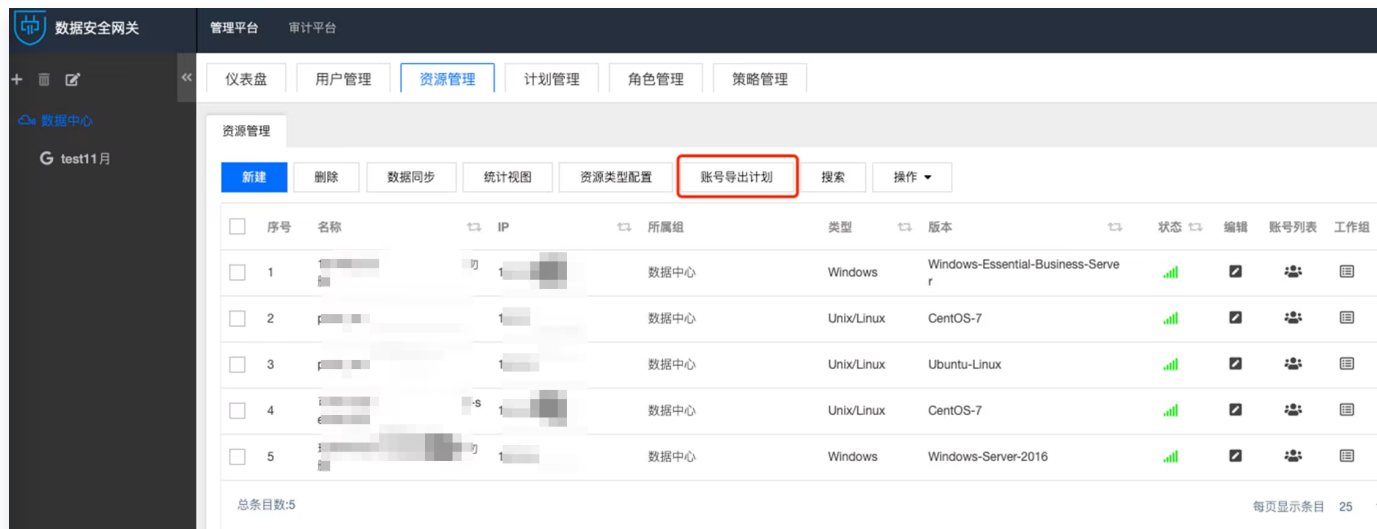 数据安全网关 管理平台 审计平台
仪表盘 用户管理 资源管理 计划管理 角色管理 策略管理
数据中心
资源管理
test11月
新建 删除 数据同步 统计视图 资源类型配置 账号导出计划 搜索 操作
序号 名称 IP 所属组 类型 版本 状态 编辑 账号列表 工作组
1 数据中心 Windows Windows-Essential-Business-Serve
r
2 数据中心 Unix/Linux CentOS-7
3 数据中心 Unix/Linux Ubuntu-Linux
4 数据中心 Unix/Linux CentOS-7
5 数据中心 Windows Windows-Server-2016
总条目数:5 每页显示条目 25